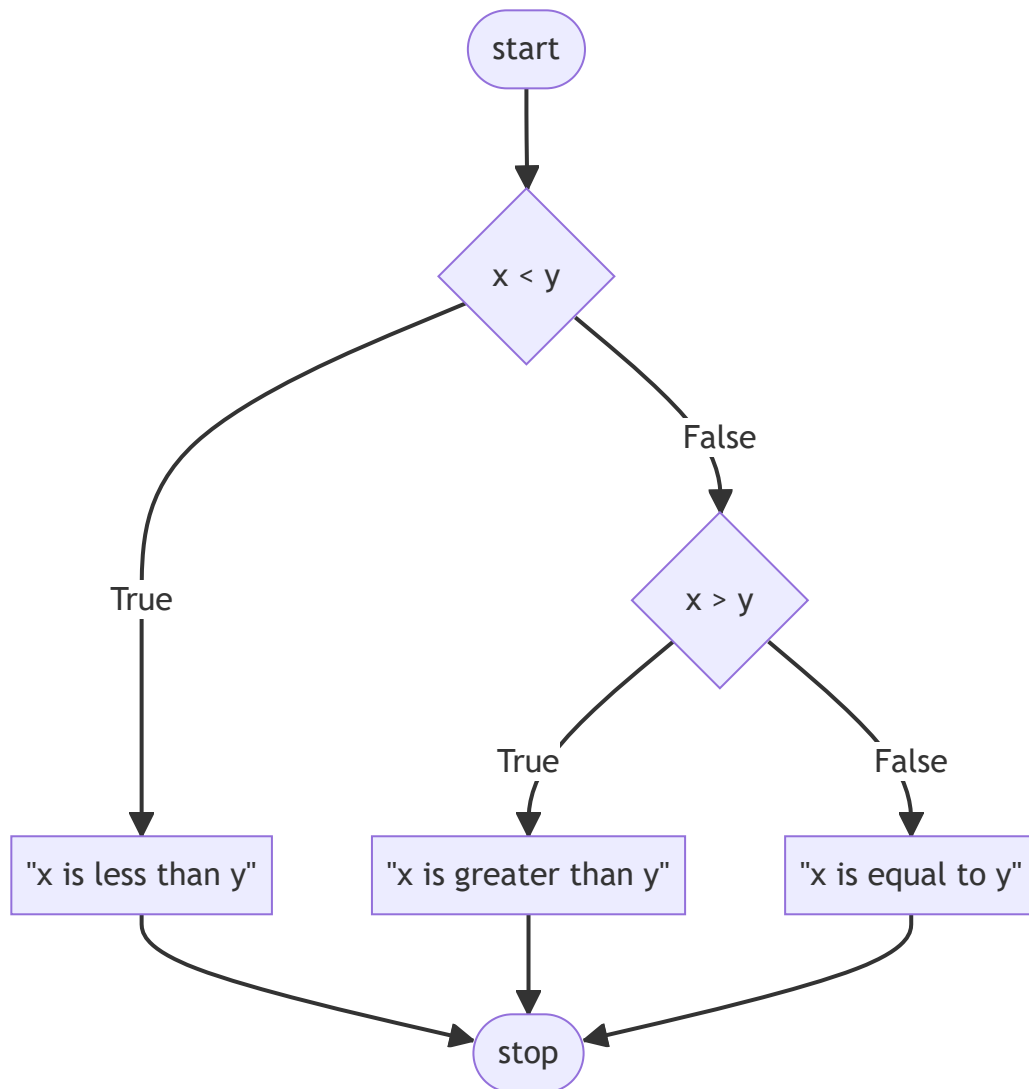 start
x < y
False
True
x > y
True
False
"x is less than y"
"x is greater than y"
"x is equal to y"
stop